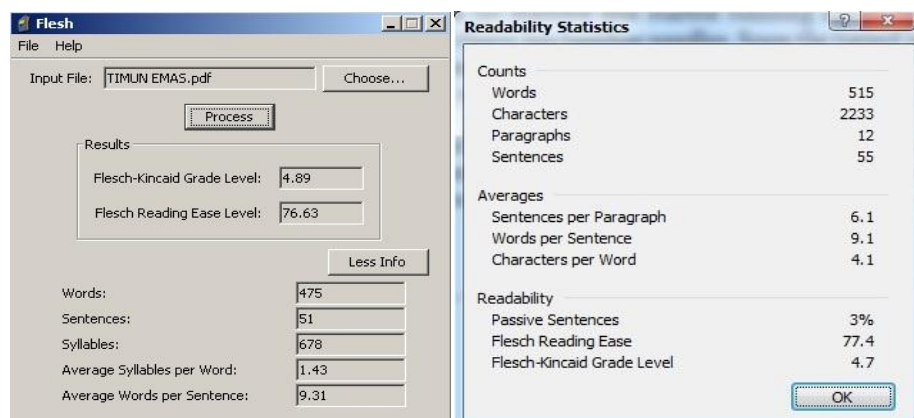 Flesh
File Help
Input File: TIMUN EMAS.pdf Choose...
Process
Results
Flesch-Kincaid Grade Level: 4.89
Flesch Reading Ease Level: 76.63
Less Info
Words: 475
Sentences: 51
Syllables: 678
Average Syllables per Word: 1.43
Average Words per Sentence: 9.31
Readability Statistics
Counts
Words 515
Characters 2233
Paragraphs 12
Sentences 55
Averages
Sentences per Paragraph 6.1
Words per Sentence 9.1
Characters per Word 4.1
Readability
Passive Sentences 3%
Flesch Reading Ease 77.4
Flesch-Kincaid Grade Level 4.7
OK